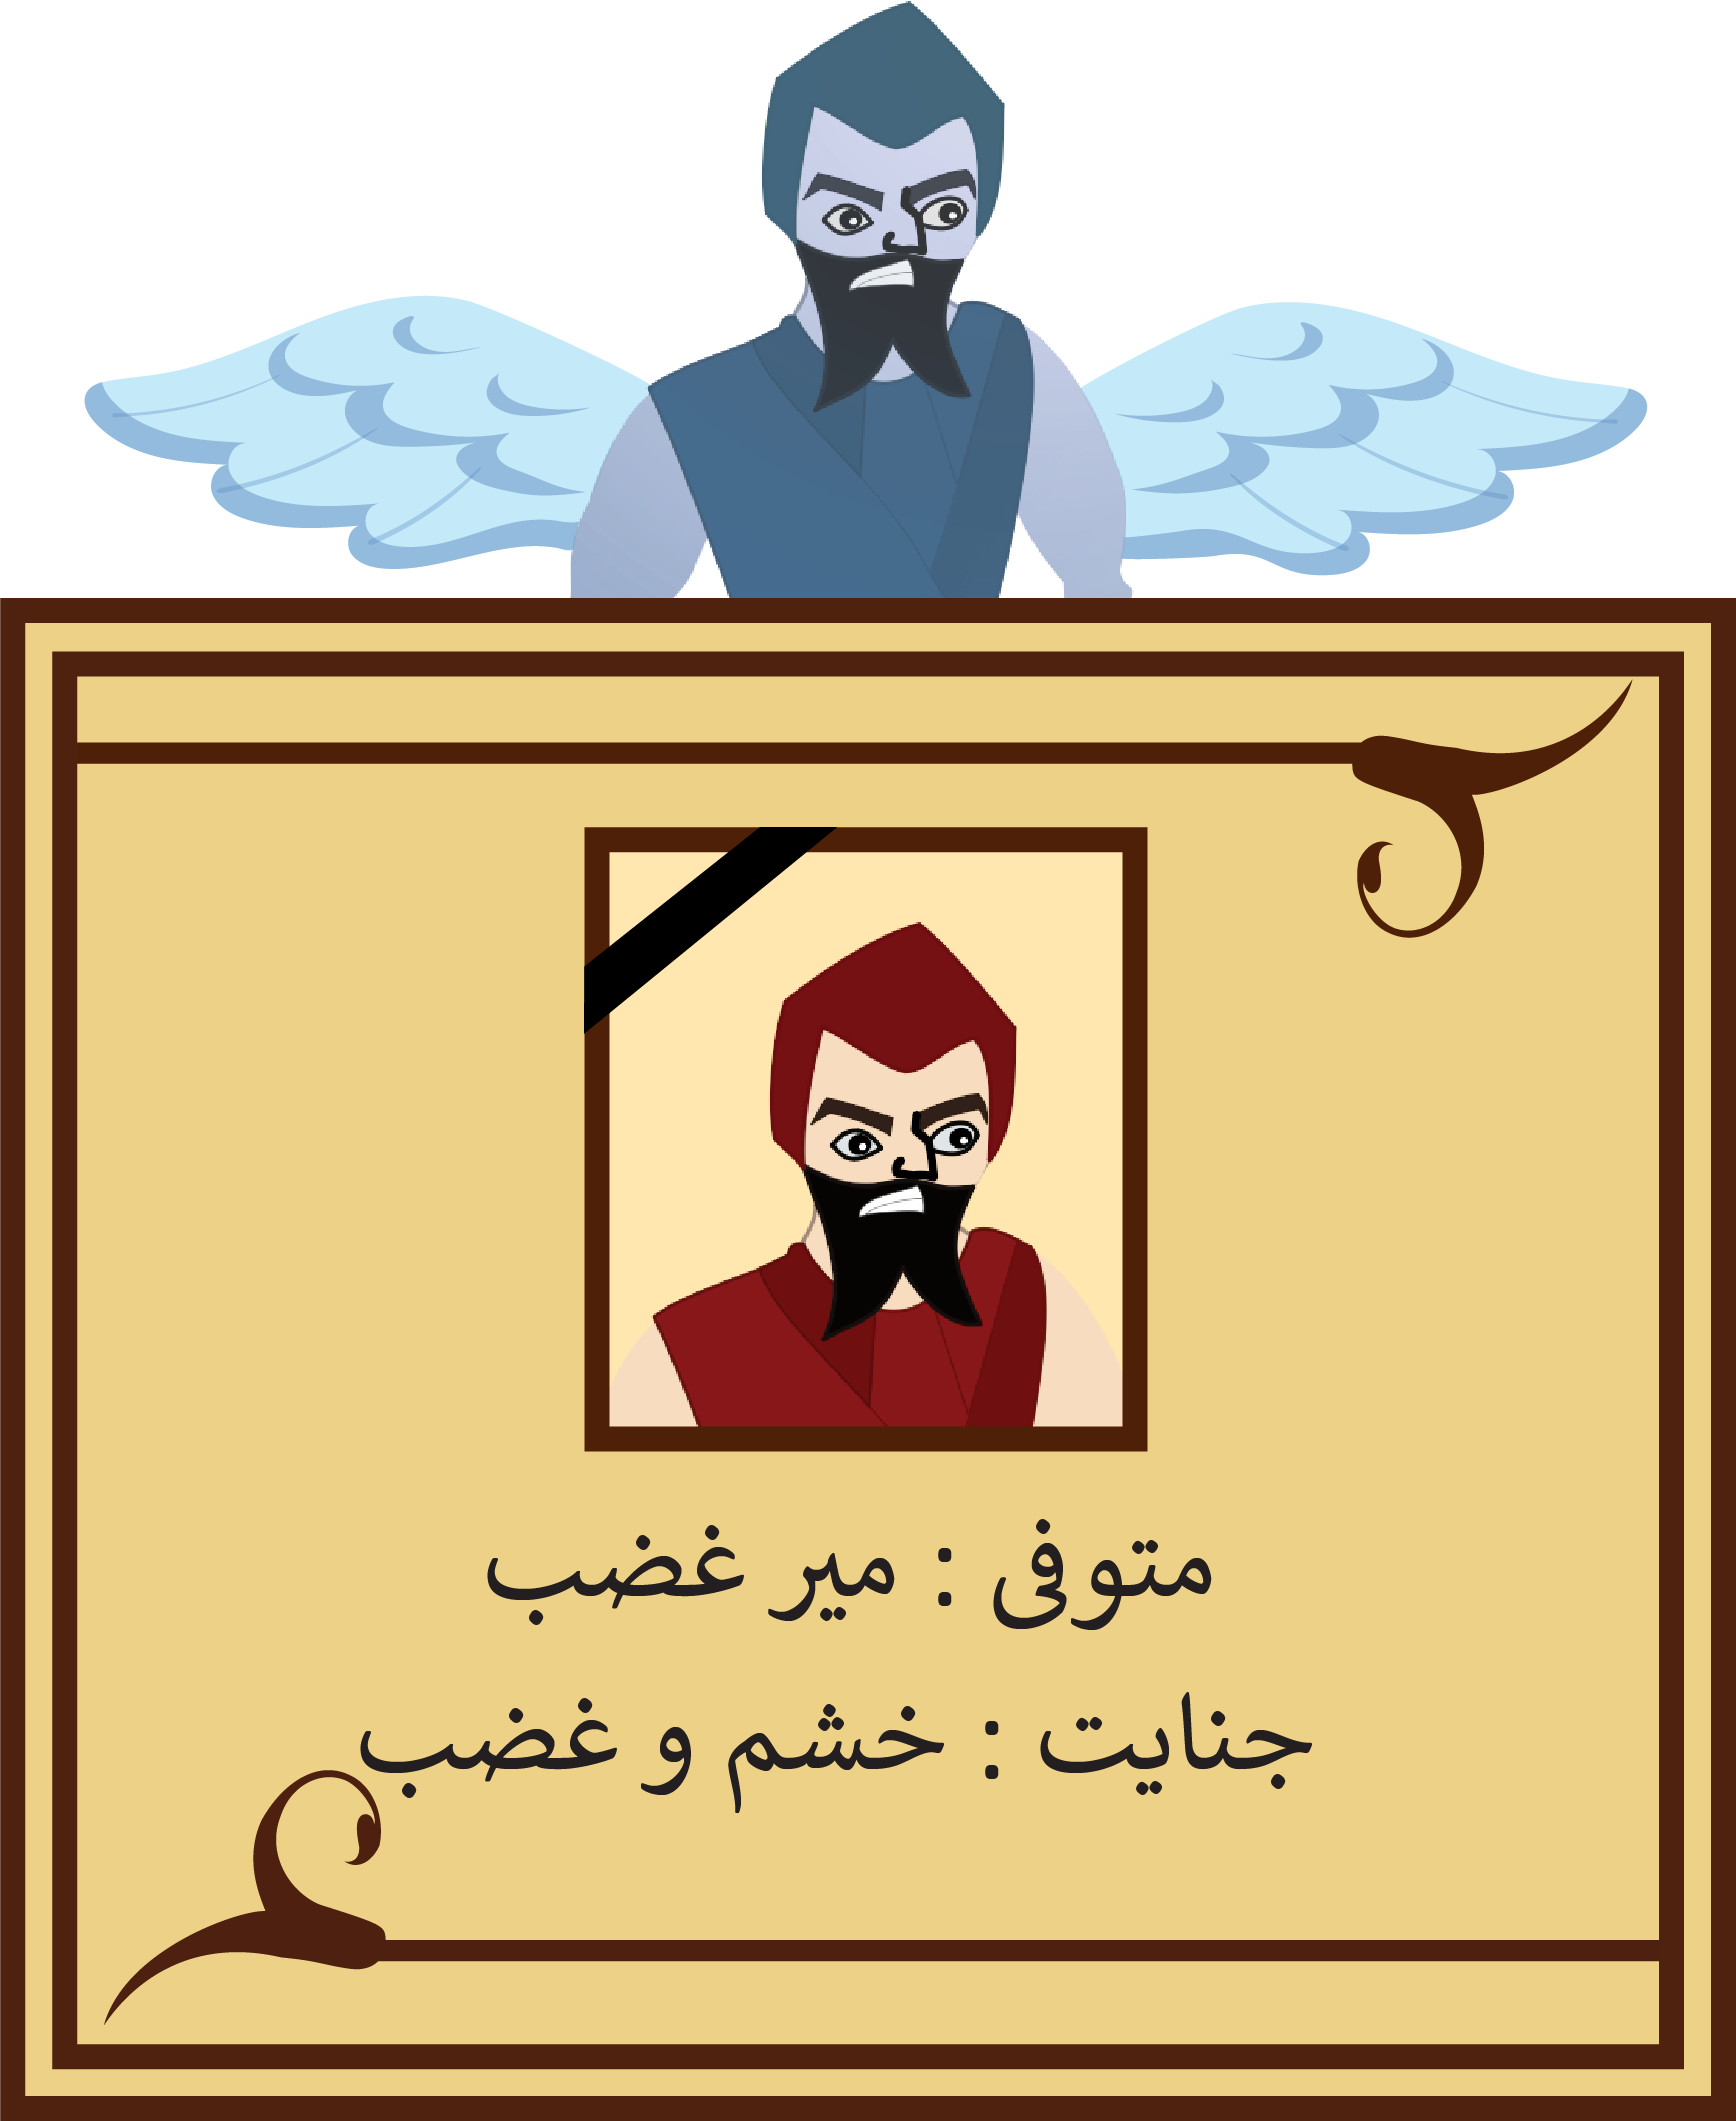 متوفی : میر غضب
جنایت : خشم و غضب